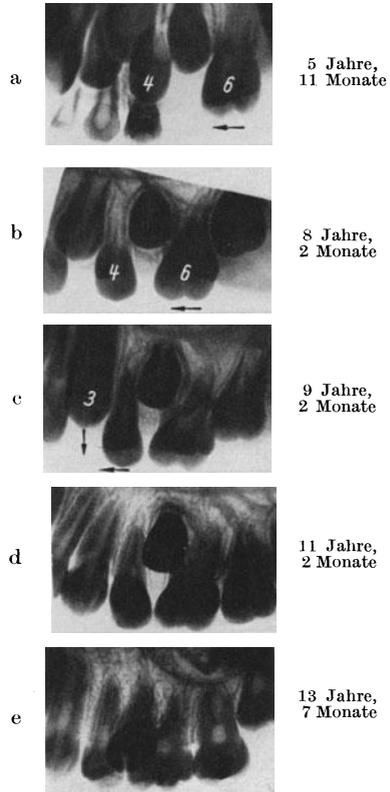 a
4
6
5 Jahre,
11 Monate
b
4
6
8 Jahre,
2 Monate
c
3
9 Jahre,
2 Monate
d
11 Jahre,
2 Monate
e
13 Jahre,
7 Monate